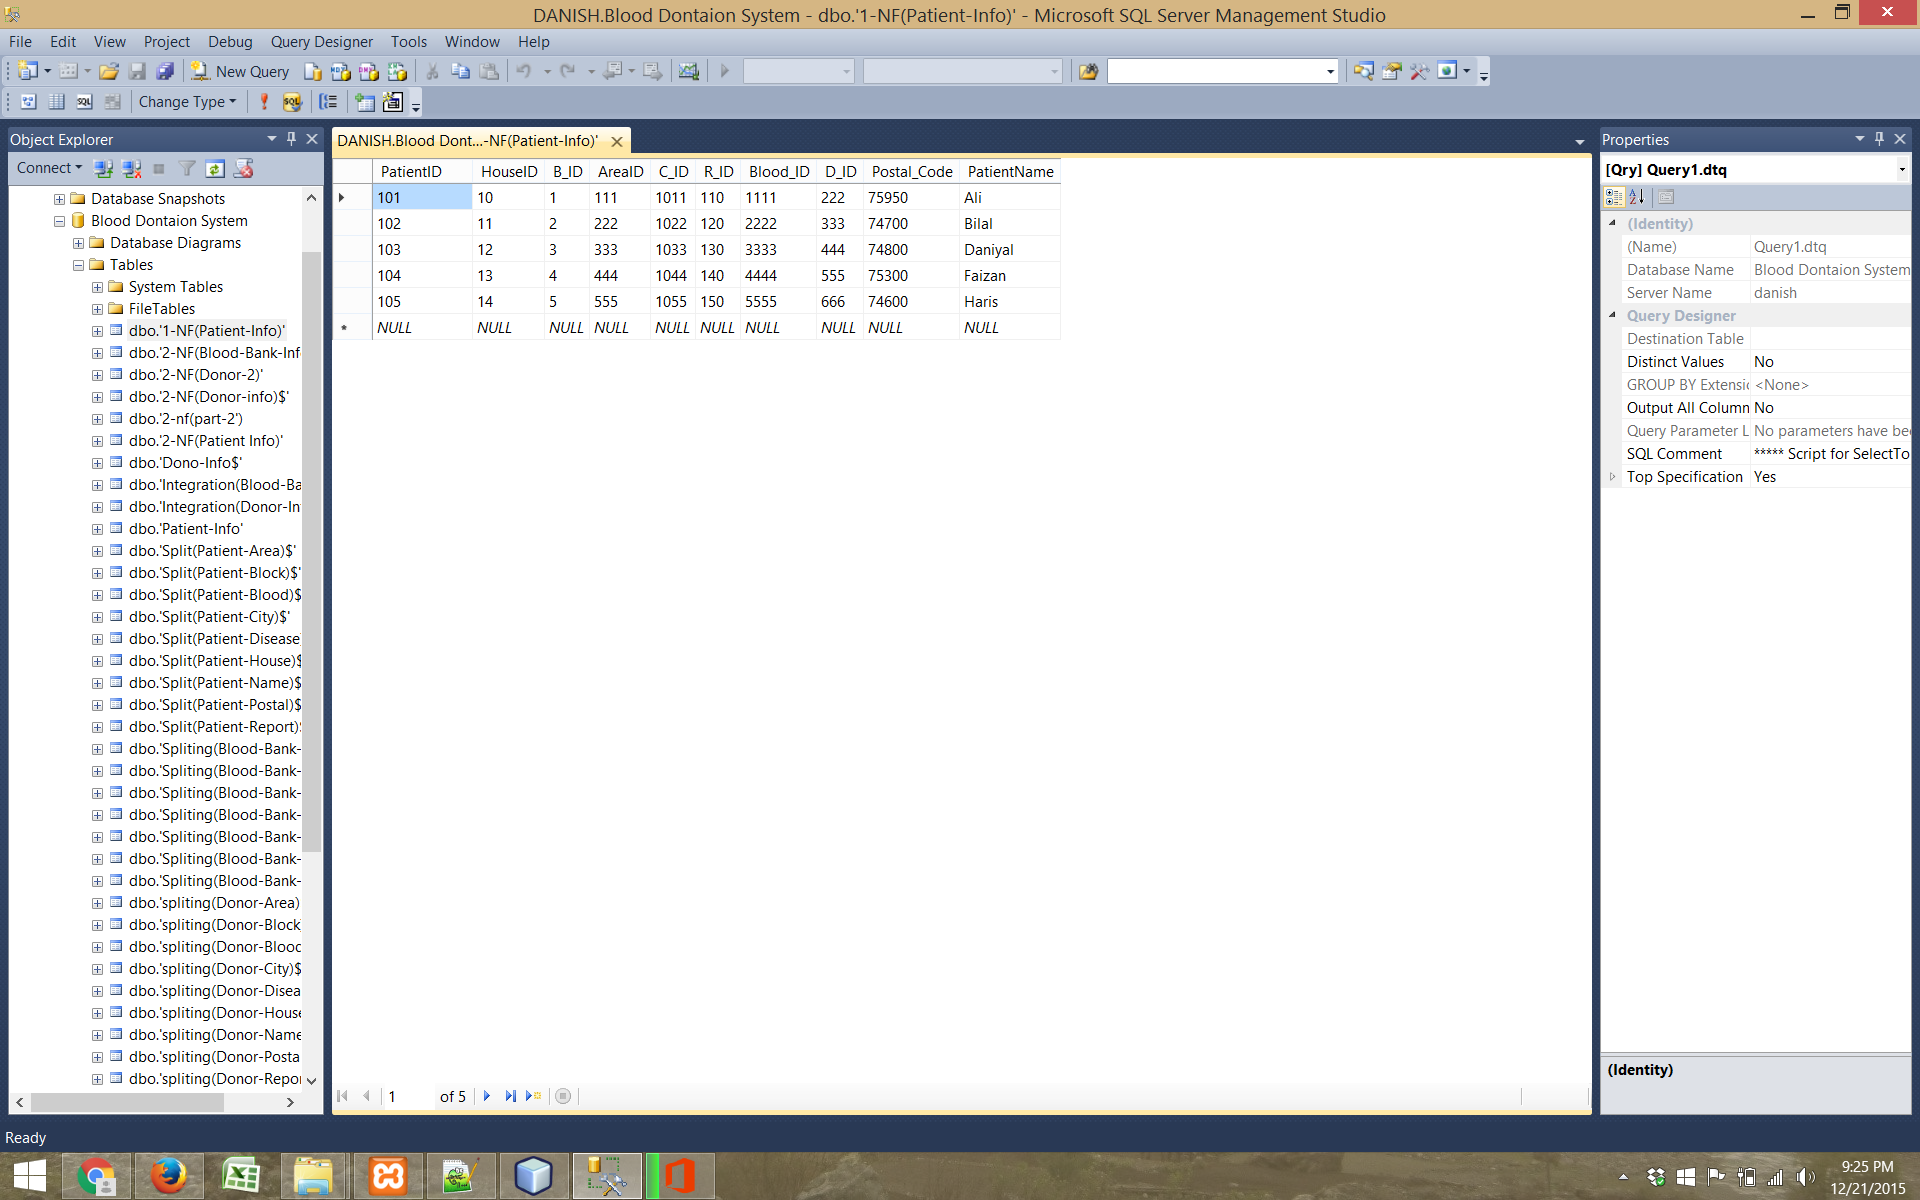 DANISH.Blood Dontaion System - dbo.'1-NF(Patient-Info)' - Microsoft SQL Server Management Studio
File Edit View Project Debug Query Designer Tools Window Help
New Query
Change Type
Object Explorer
Connect
Database Snapshots
Blood Dontaion System
Database Diagrams
Tables
System Tables
FileTables
dbo.'1-NF(Patient-Info)'
dbo.'2-NF(Blood-Bank-Inf
dbo.'2-NF(Donor-2)'
dbo.'2-NF(Donor-info)$'
dbo.'2-nf(part-2')
dbo.'2-NF(Patient Info)'
dbo.'Dono-Info$'
dbo.'Integration(Blood-Ba
dbo.'Integration(Donor-In
dbo.'Patient-Info'
dbo.'Split(Patient-Area)$'
dbo.'Split(Patient-Block)$'
dbo.'Split(Patient-Blood)$
dbo.'Split(Patient-City)$'
dbo.'Split(Patient-Disease
dbo.'Split(Patient-House)$
dbo.'Split(Patient-Name)$
dbo.'Split(Patient-Postal)$
dbo.'Split(Patient-Report)
dbo.'Spliting(Blood-Bank-
dbo.'Spliting(Blood-Bank-
dbo.'Spliting(Blood-Bank-
dbo.'Spliting(Blood-Bank-
dbo.'Spliting(Blood-Bank-
dbo.'Spliting(Blood-Bank-
dbo.'Spliting(Blood-Bank-
dbo.'spliting(Donor-Area)
dbo.'spliting(Donor-Block
dbo.'spliting(Donor-Blood
dbo.'spliting(Donor-City)$
dbo.'spliting(Donor-Disea
dbo.'spliting(Donor-House
dbo.'spliting(Donor-Name
dbo.'spliting(Donor-Posta
dbo.'spliting(Donor-Repor
DANISH.Blood Dont...-NF(Patient-Info)'
PatientID HouseID B_ID AreaID C_ID R_ID Blood_ID D_ID Postal_Code PatientName
101 10 1 111 1011 110 1111 222 75950 Ali
102 11 2 222 1022 120 2222 333 74700 Bilal
103 12 3 333 1033 130 3333 444 74800 Daniyal
104 13 4 444 1044 140 4444 555 75300 Faizan
105 14 5 555 1055 150 5555 666 74600 Haris
NULL NULL NULL NULL NULL NULL NULL NULL NULL NULL
1 of 5
Properties
[Qry] Query1.dtq
(Identity)
(Name) Query1.dtq
Database Name Blood Dontaion System
Server Name danish
Query Designer
Destination Table
Distinct Values No
GROUP BY Extensi <None>
Output All Column No
Query Parameter L No parameters have bee
SQL Comment ***** Script for SelectTo
Top Specification Yes
(Identity)
Ready
9:25 PM
12/21/2015